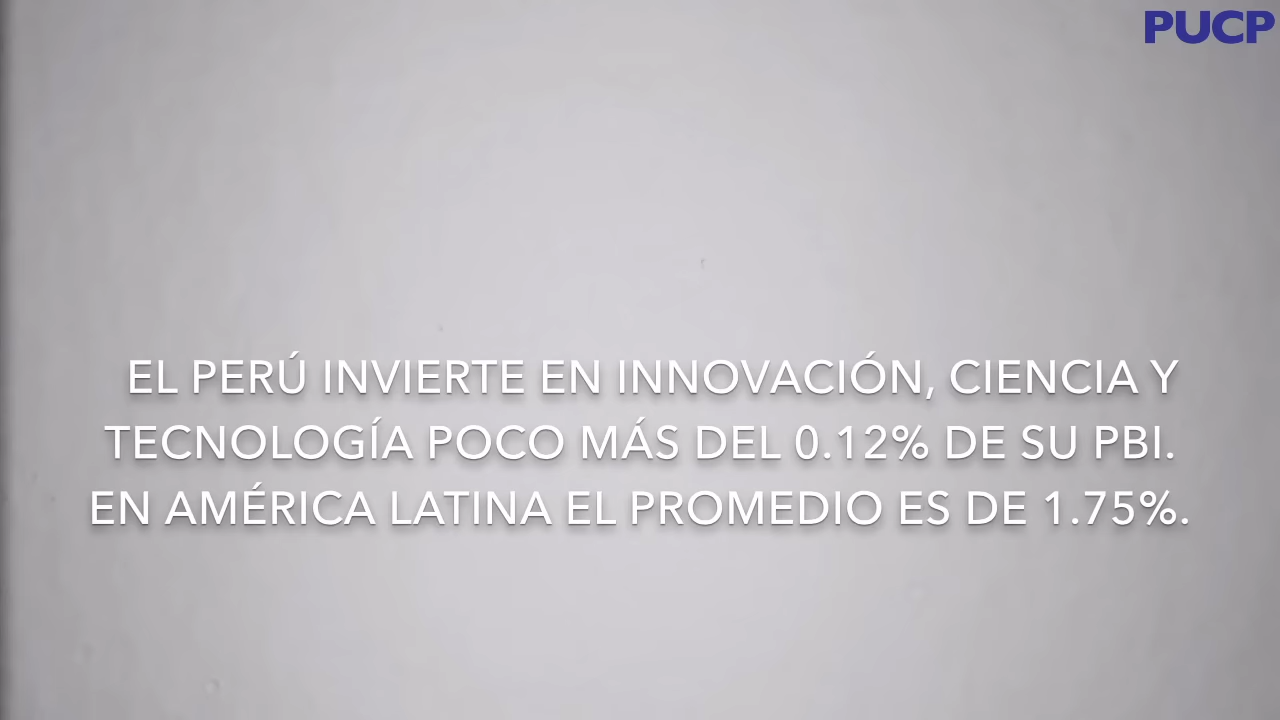 PUCP
EL PERÚ INVIERTE EN INNOVACIÓN, CIENCIA Y
TECNOLOGÍA POCO MÁS DEL 0.12% DE SU PBI.
EN AMÉRICA LATINA EL PROMEDIO ES DE 1.75%.